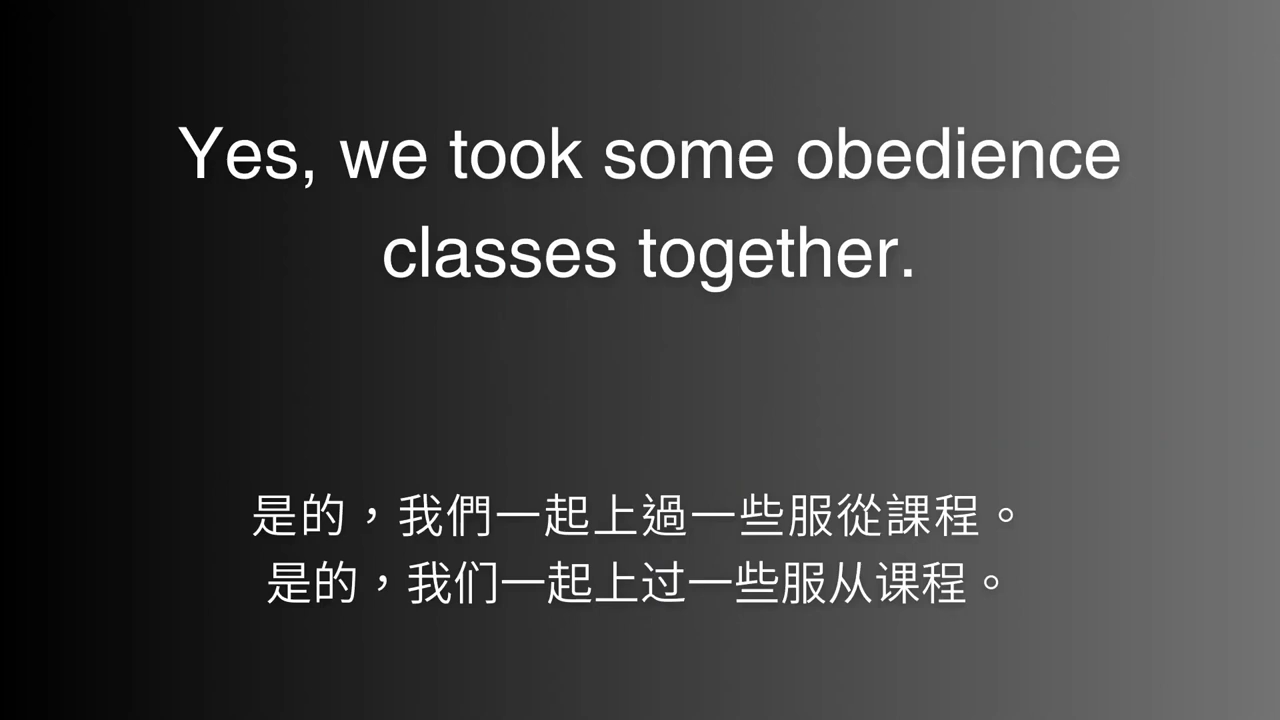 Yes, we took some obedience
classes together.
是的，我們一起上過一些服從課程。
是的，我们一起上过一些服从课程。